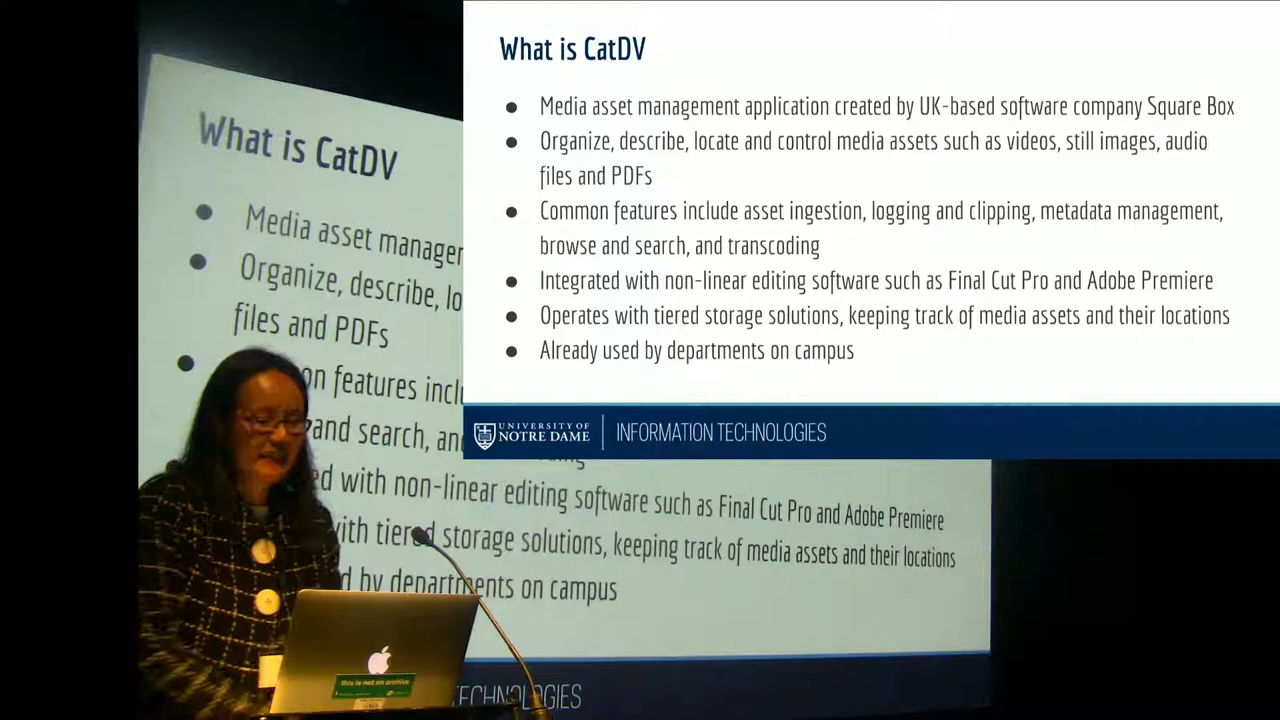 What is CatDV
● Media asset management application created by UK-based software company Square Box
● Organize, describe, locate and control media assets such as videos, still images, audio
files and PDFs
● Common features include asset ingestion, logging and clipping, metadata management,
browse and search, and transcoding
● Integrated with non-linear editing software such as Final Cut Pro and Adobe Premiere
● Operates with tiered storage solutions, keeping track of media assets and their locations
● Already used by departments on campus
UNIVERSITY OF
NOTRE DAME
INFORMATION TECHNOLOGIES
What is CatDV
● Media asset manager
● Organize, describe, lo
files and PDFs
● on features inclu
and search, and
ed with non-linear editing software such as Final Cut Pro and Adobe Premiere
with tiered storage solutions, keeping track of media assets and their locations
d by departments on campus
TECHNOLOGIES
this is not an archive